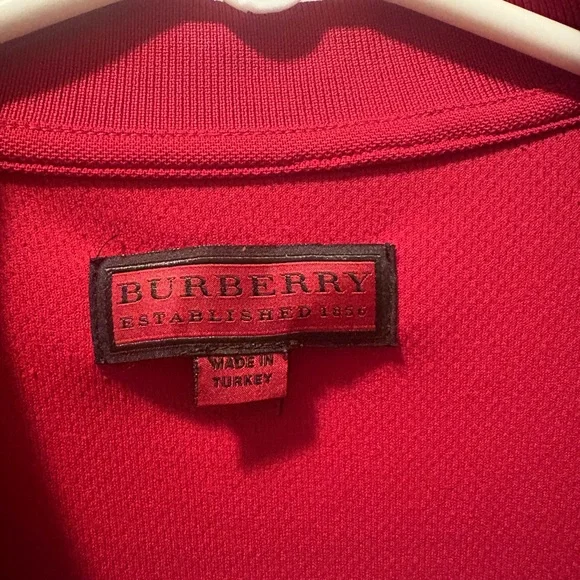 BURBERRY
ESTABLISHED 1856
MADE IN
TURKEY